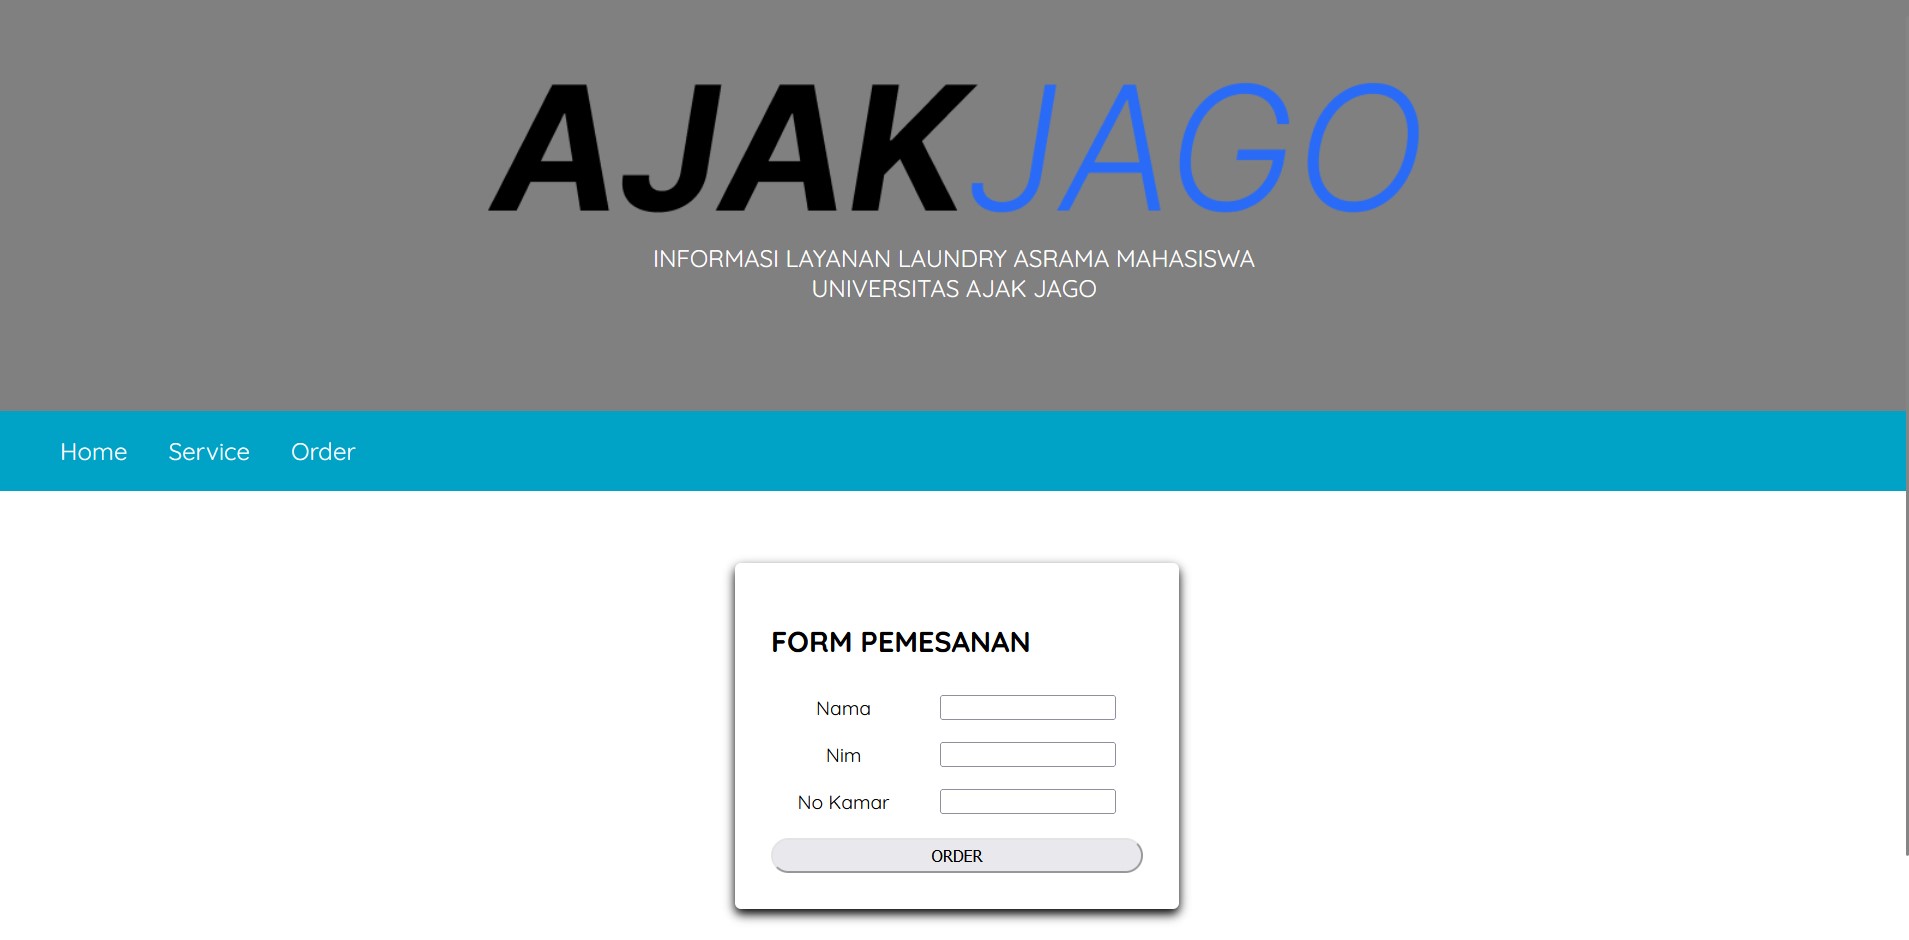 AJAKJAGO
INFORMASI LAYANAN LAUNDRY ASRAMA MAHASISWA
UNIVERSITAS AJAK JAGO
Home Service Order
FORM PEMESANAN
Nama
Nim
No Kamar
ORDER